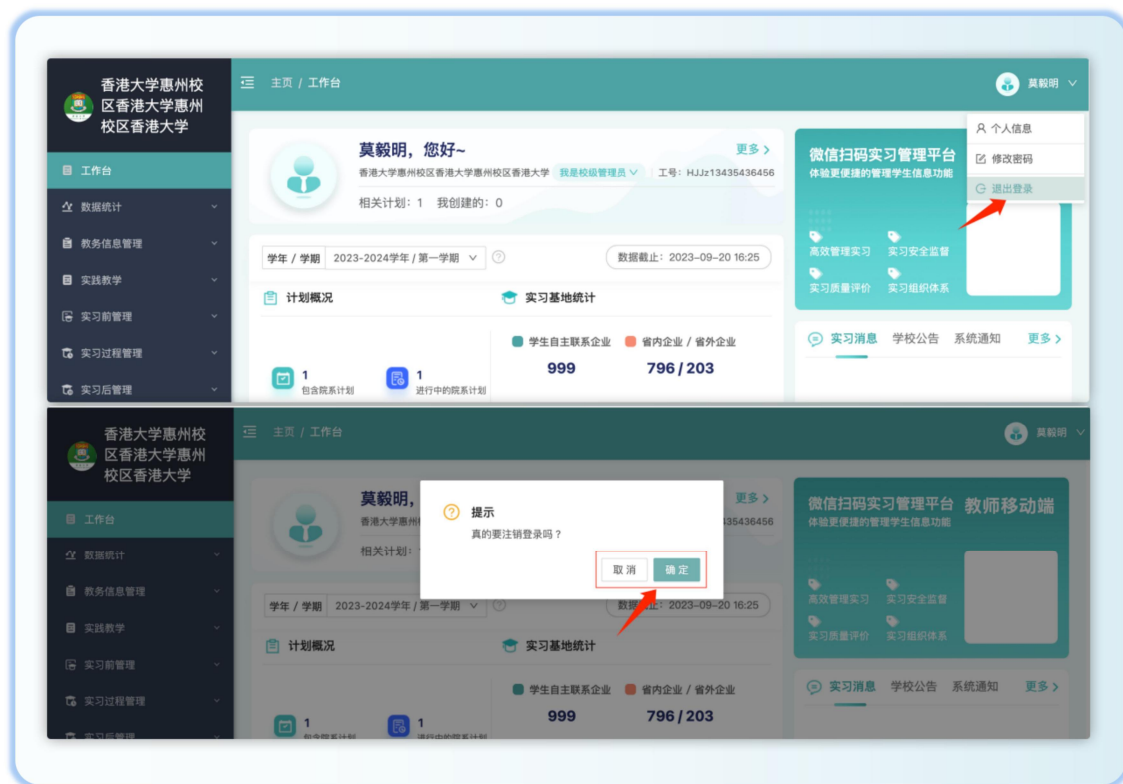 香港大学惠州校
区香港大学惠州
校区香港大学
主页 / 工作台
莫毅明
个人信息
修改密码
退出登录
工作台
数据统计
教务信息管理
实践教学
实习前管理
实习过程管理
实习后管理
莫毅明，您好~
更多 >
香港大学惠州校区香港大学惠州校区香港大学 我是校级管理员 工号：HJJz13435436456
相关计划：1 我创建的：0
学年 / 学期 2023-2024学年 / 第一学期
数据截止：2023-09-20 16:25
计划概况
1
包含院系计划
1
进行中的院系计划
实习基地统计
学生自主联系企业 省内企业 / 省外企业
999 796 / 203
微信扫码实习管理平台
体验更便捷的管理学生信息功能
高效管理实习 实习安全监督
实习质量评价 实习组织体系
实习消息 学校公告 系统通知 更多 >
香港大学惠州校
区香港大学惠州
校区香港大学
主页 / 工作台
莫毅明
工作台
数据统计
教务信息管理
实践教学
实习前管理
实习过程管理
实习后管理
莫毅明，
更多 >
香港大学惠州
35436456
相关计划：
提示
真的要注销登录吗？
取消 确定
学年 / 学期 2023-2024学年 / 第一学期
数据截止：2023-09-20 16:25
计划概况
1
包含院系计划
1
进行中的院系计划
实习基地统计
学生自主联系企业 省内企业 / 省外企业
999 796 / 203
微信扫码实习管理平台 教师移动端
体验更便捷的管理学生信息功能
高效管理实习 实习安全监督
实习质量评价 实习组织体系
实习消息 学校公告 系统通知 更多 >